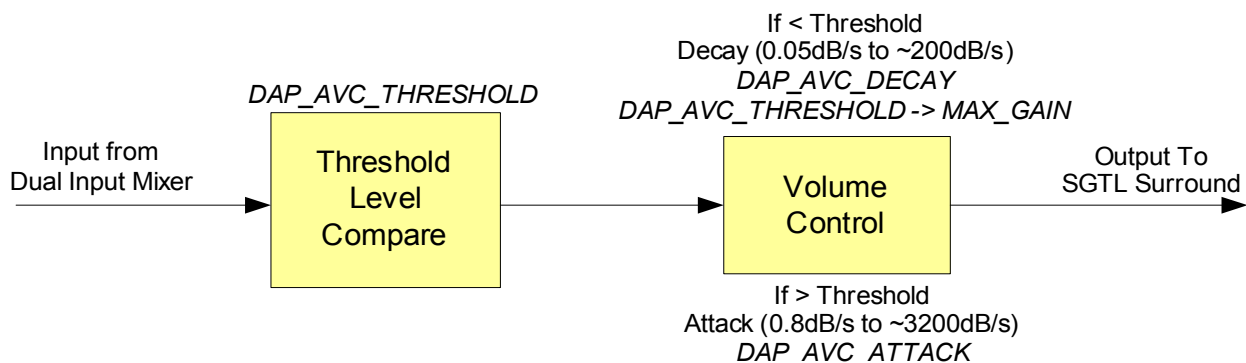 If < Threshold
Decay (0.05dB/s to ~200dB/s)
DAP_AVC_DECAY
DAP_AVC_THRESHOLD -> MAX_GAIN
DAP_AVC_THRESHOLD
Input from
Dual Input Mixer
Threshold
Level
Compare
Volume
Control
Output To
SGTL Surround
If > Threshold
Attack (0.8dB/s to ~3200dB/s)
DAP_AVC_ATTACK